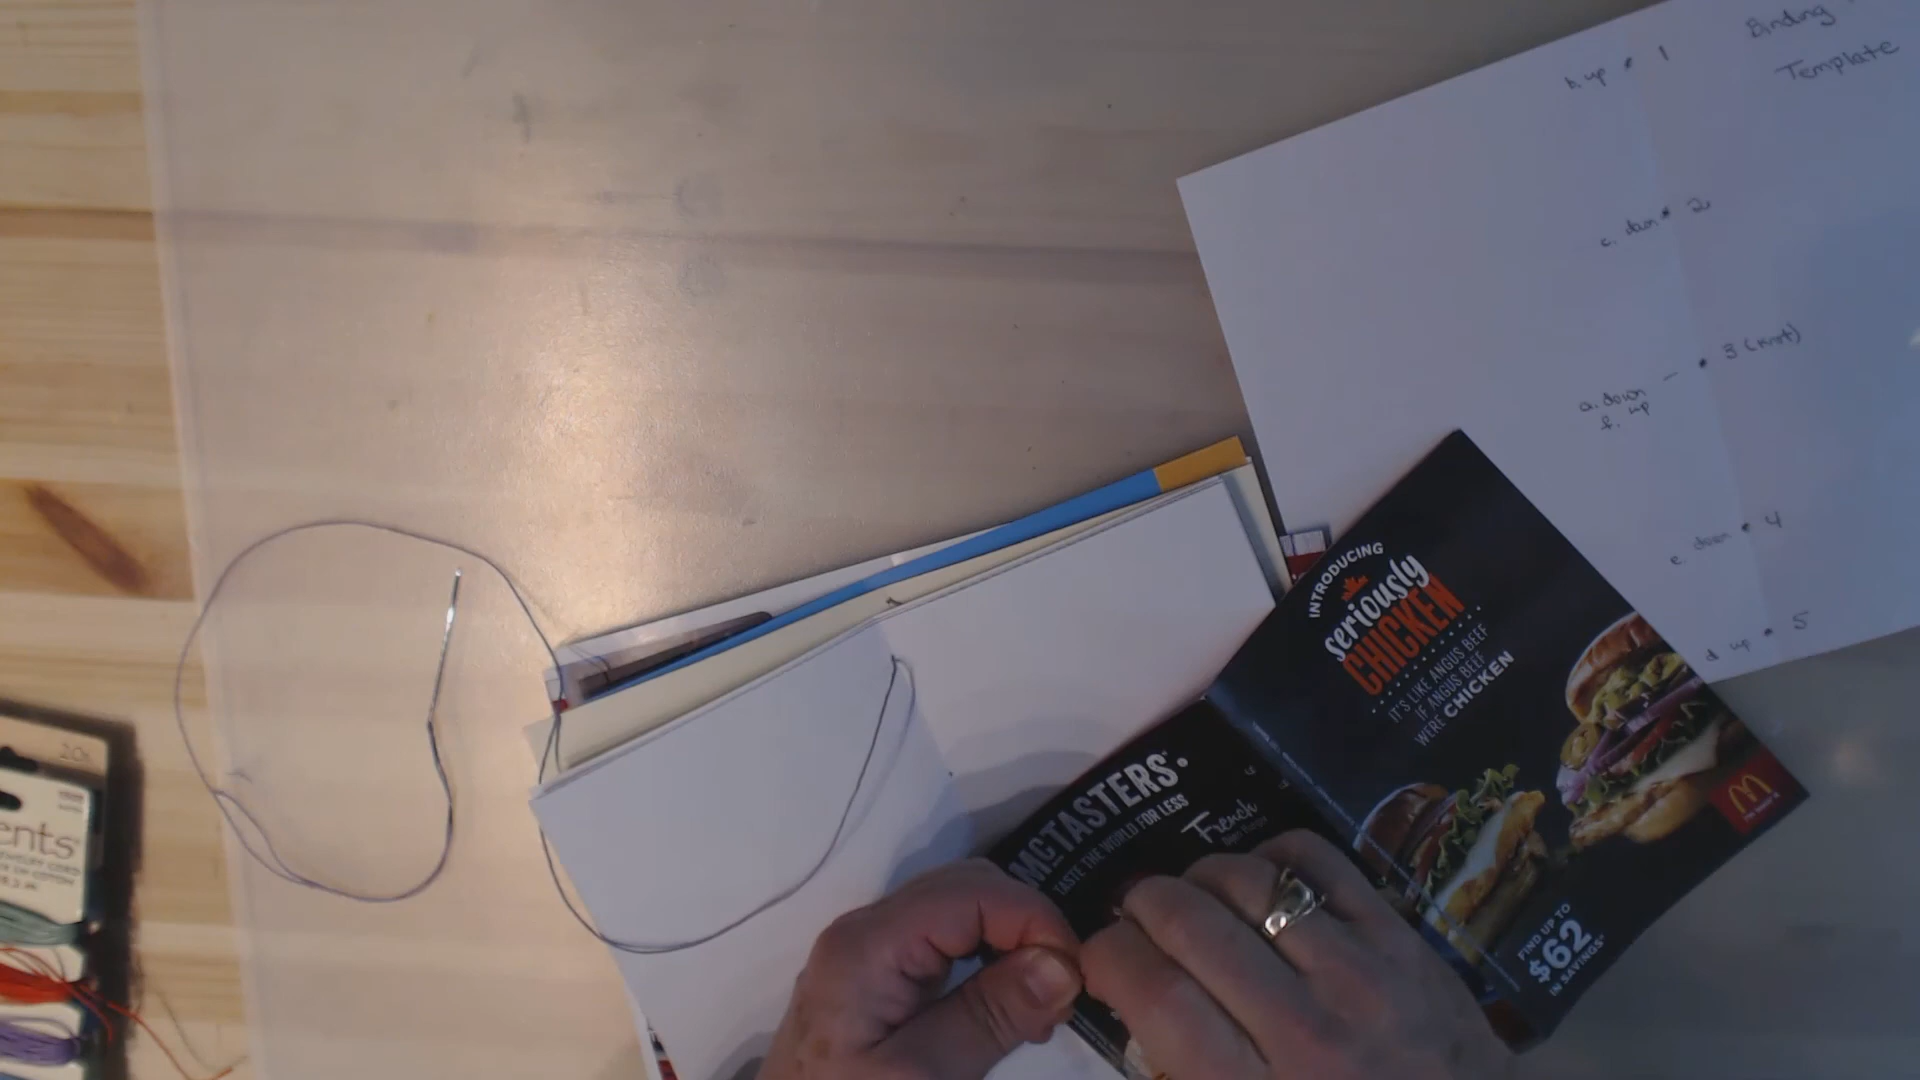 Binding
Template
b. up • 1
c. down • 2
3 (knot)
a. down
f. up
e. down • 4
d up • 5
INTRODUCING
seriously
CHICKEN
IT'S LIKE ANGUS BEEF
IF ANGUS BEEF
WERE CHICKEN
FIND UP TO
$62
IN SAVINGS*
MCTASTERS
TASTE THE WORLD FOR LESS
French
20x
ents